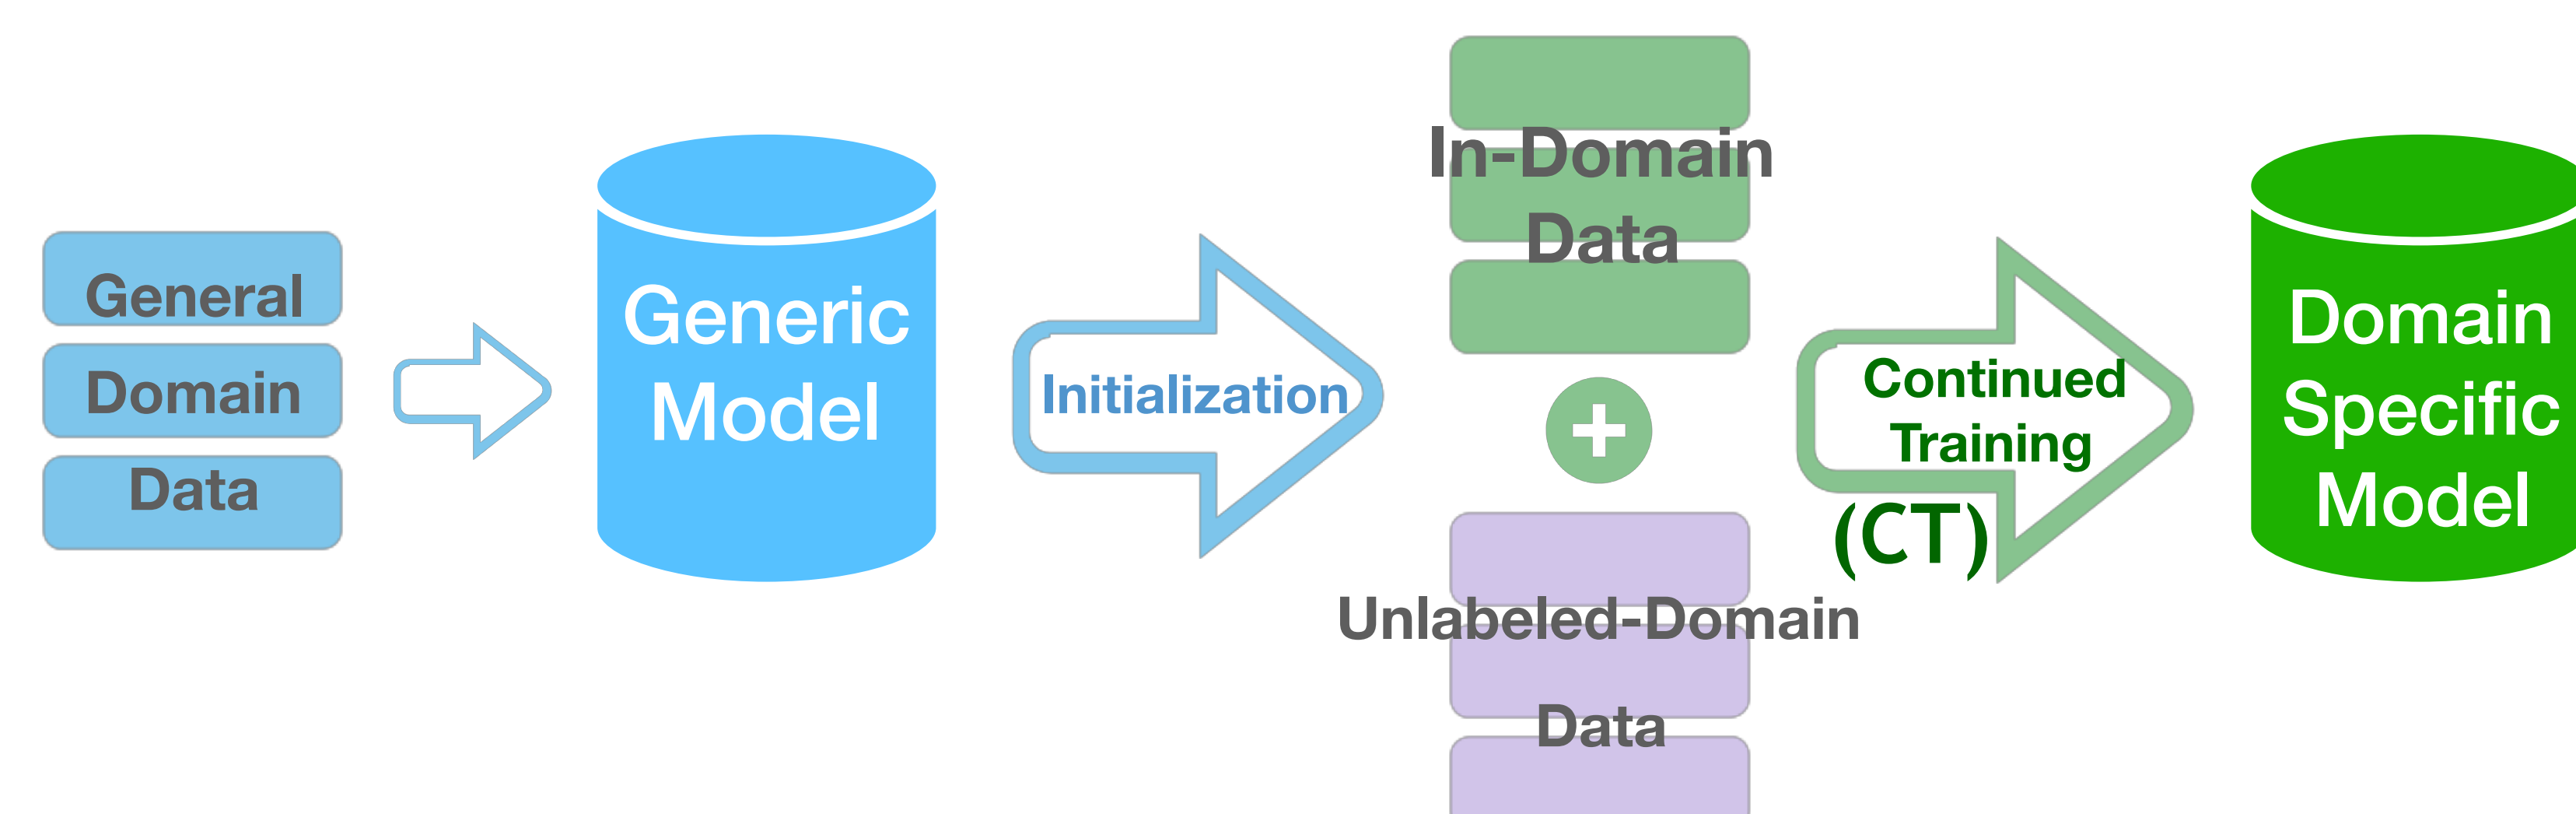 General
Domain
Data
Generic
Model
Initialization
In-Domain
Data
+
Unlabeled-Domain
Data
Continued
Training
(CT)
Domain
Specific
Model